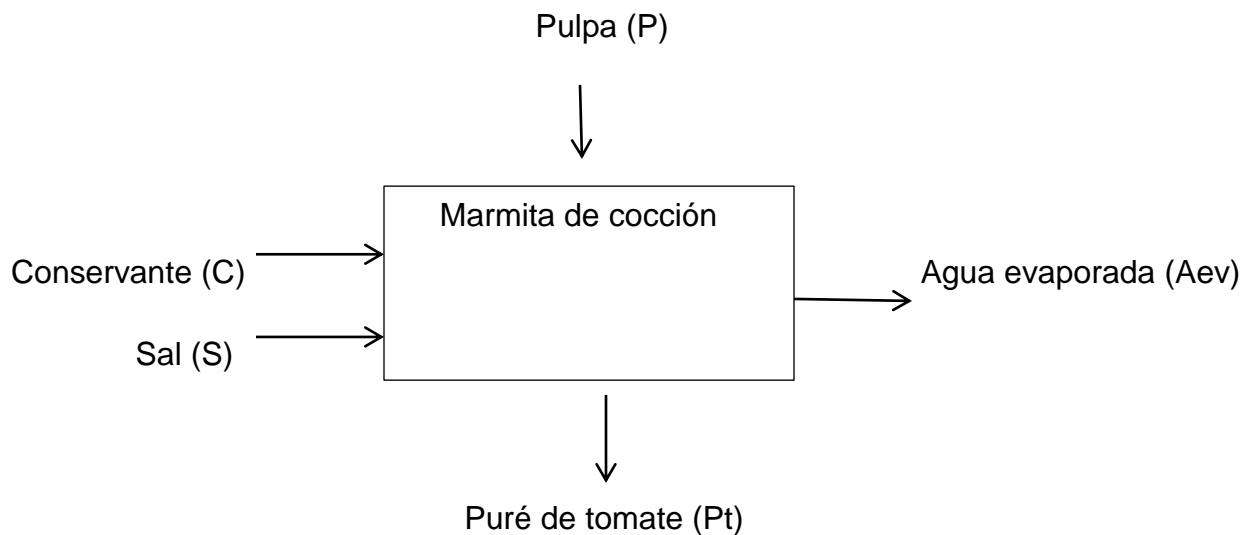 Pulpa (P)
Marmita de cocción
Conservante (C)
Agua evaporada (Aev)
Sal (S)
Puré de tomate (Pt)